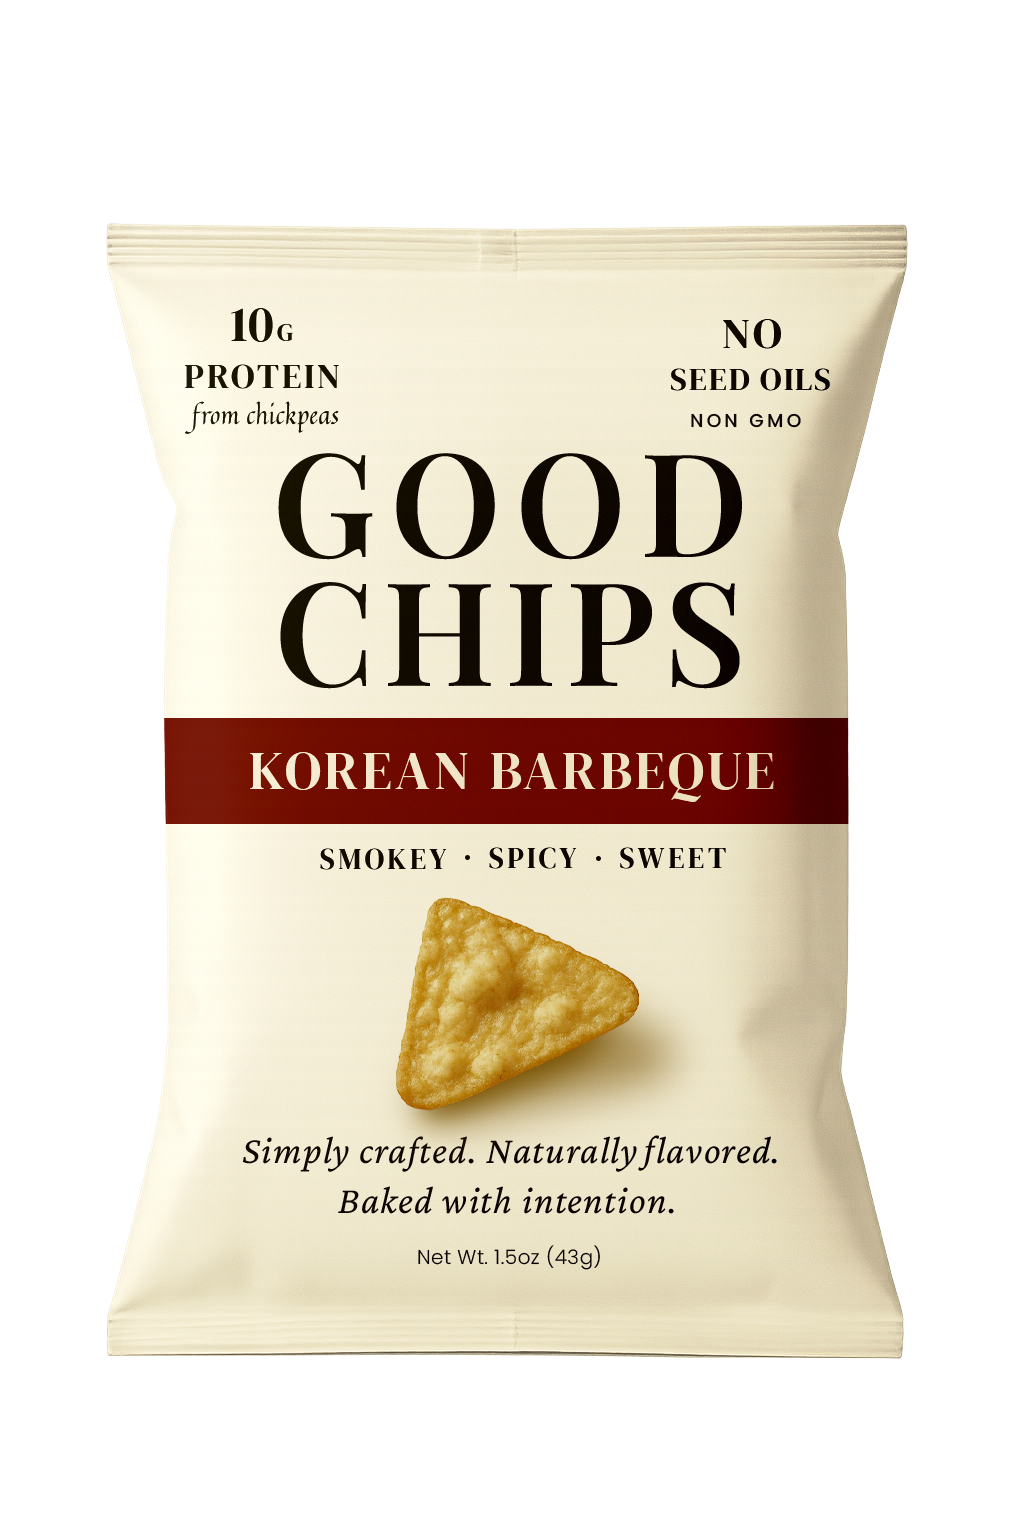 10G
PROTEIN
from chickpeas
NO
SEED OILS
NON GMO
GOOD
CHIPS
KOREAN BARBEQUE
SMOKEY · SPICY · SWEET
Simply crafted. Naturally flavored.
Baked with intention.
Net Wt. 1.5oz (43g)